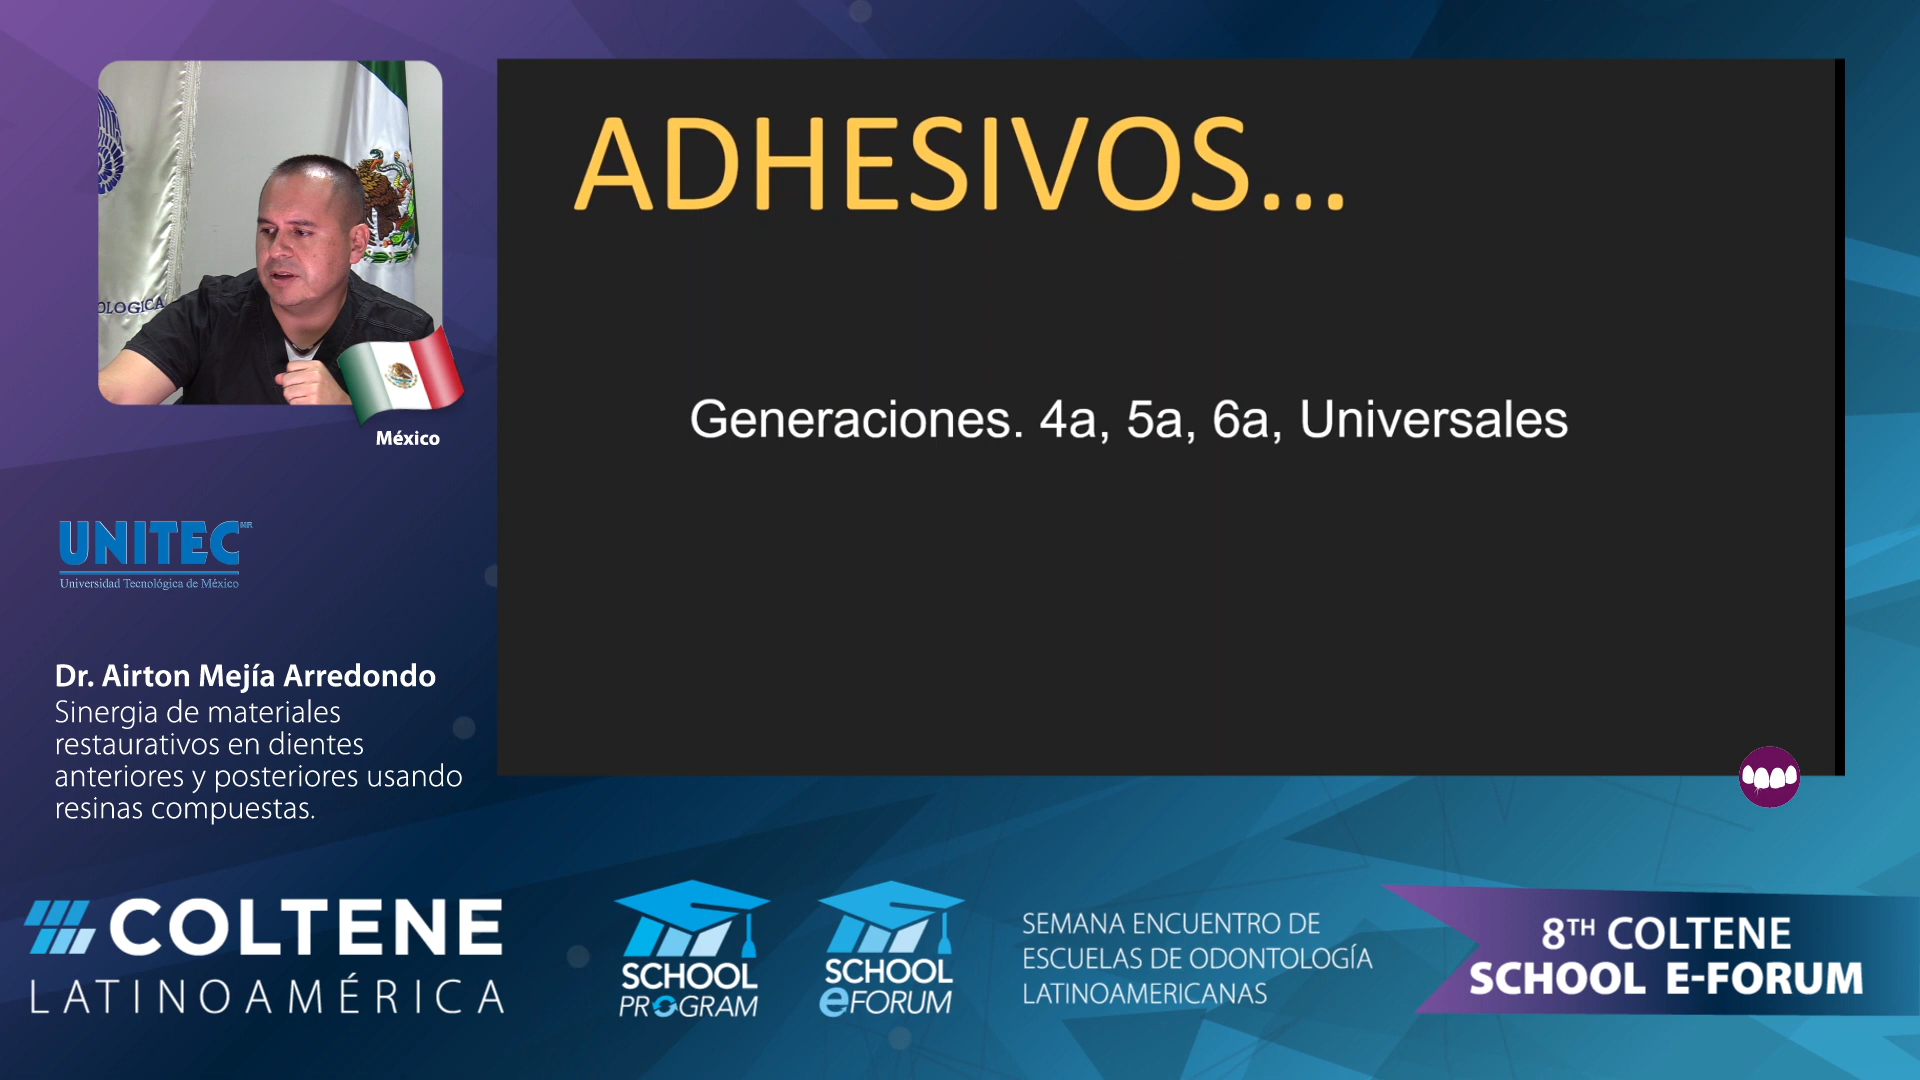 OLOGICA
México
UNITEC MR
Universidad Tecnológica de México
Dr. Airton Mejía Arredondo
Sinergia de materiales
restaurativos en dientes
anteriores y posteriores usando
resinas compuestas.
ADHESIVOS...
Generaciones. 4a, 5a, 6a, Universales
COLTENE
LATINOAMÉRICA
SCHOOL
PROGRAM
SCHOOL
eFORUM
SEMANA ENCUENTRO DE
ESCUELAS DE ODONTOLOGÍA
LATINOAMERICANAS
8TH COLTENE
SCHOOL E-FORUM